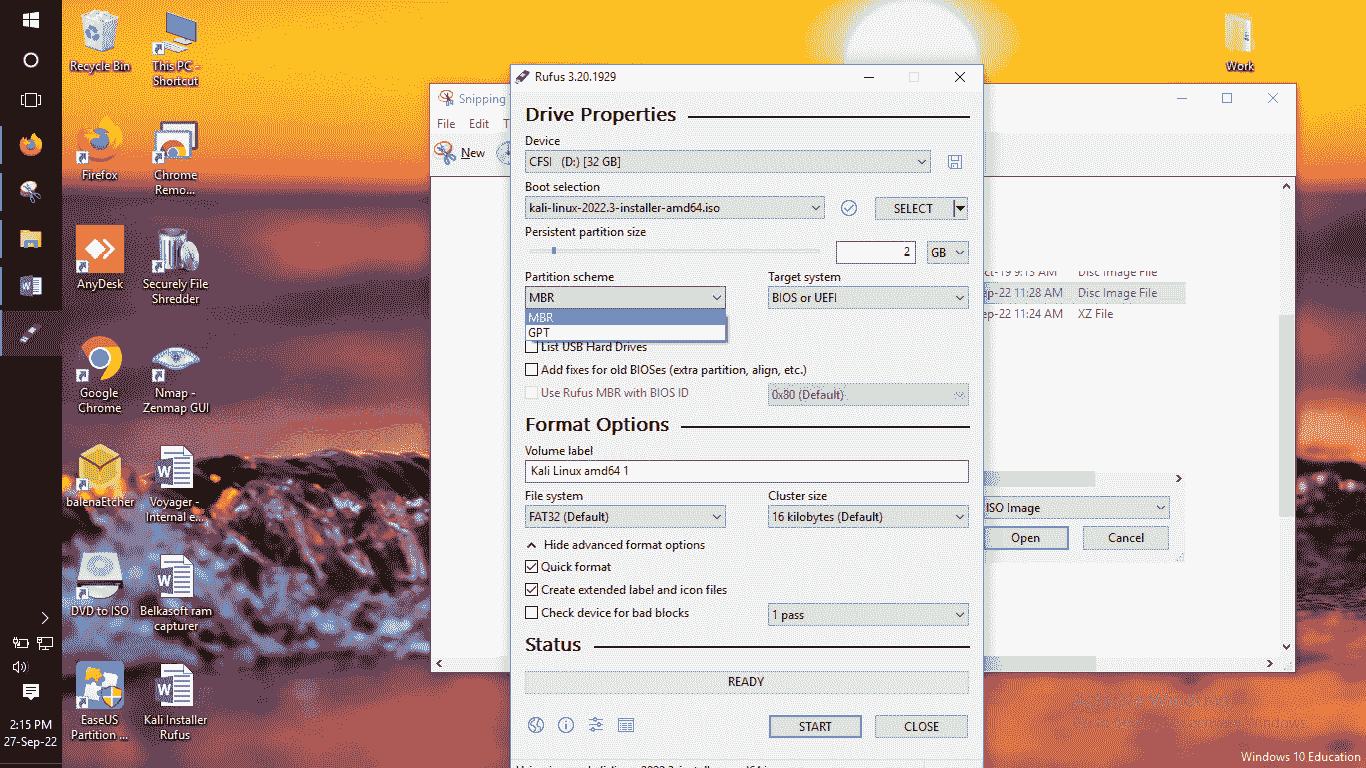 Recycle Bin
This PC -
Shortcut
Work
Firefox
Chrome
Remo...
AnyDesk
Securely File
Shredder
Google
Chrome
Nmap -
Zenmap GUI
balenaEtcher
Voyager -
Internal e...
DVD to ISO
Belkasoft ram
capturer
EaseUS
Partition ...
Kali Installer
Rufus
2:15 PM
27-Sep-22
Snipping
File Edit T
New
Rufus 3.20.1929
Drive Properties
Device
CFSI (D:) [32 GB]
Boot selection
kali-linux-2022.3-installer-amd64.iso
SELECT
Persistent partition size
2
GB
Partition scheme
Target system
MBR
BIOS or UEFI
MBR
GPT
List USB Hard Drives
Add fixes for old BIOSes (extra partition, align, etc.)
Use Rufus MBR with BIOS ID
0x80 (Default)
Format Options
Volume label
Kali Linux amd64 1
File system
Cluster size
FAT32 (Default)
16 kilobytes (Default)
Hide advanced format options
Quick format
Create extended label and icon files
Check device for bad blocks
1 pass
Status
READY
START
CLOSE
ct-19 9:13 AM Disc Image File
ep-22 11:28 AM Disc Image File
ep-22 11:24 AM XZ File
ISO Image
Open
Cancel
Windows 10 Education